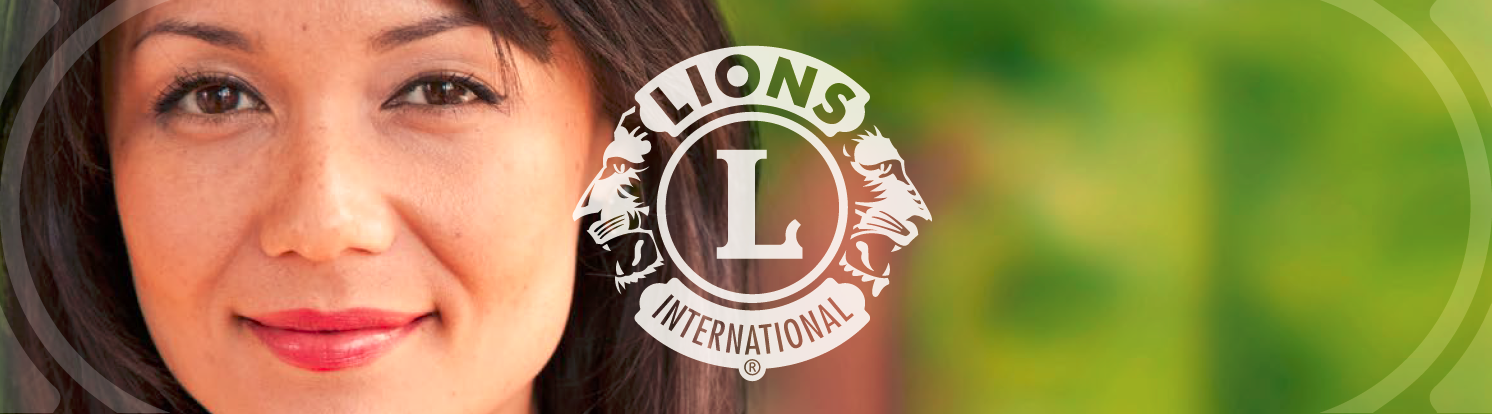 LIONS
L
INTERNATIONAL
®